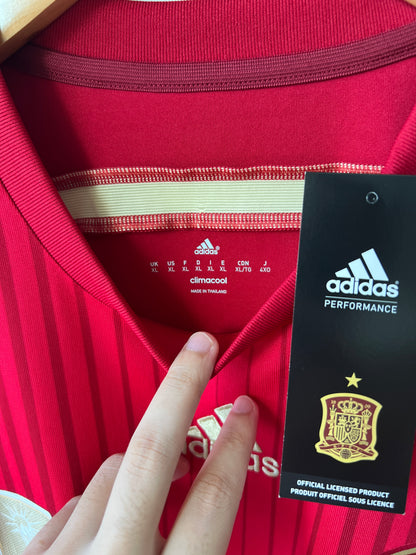 adidas
UK US F D I E CDN J
XL XL XL XL XL XL XL/TG 4XO
climacool
MADE IN THAILAND
adidas
adidas
PERFORMANCE
OFFICIAL LICENSED PRODUCT
PRODUIT OFFICIEL SOUS LICENCE